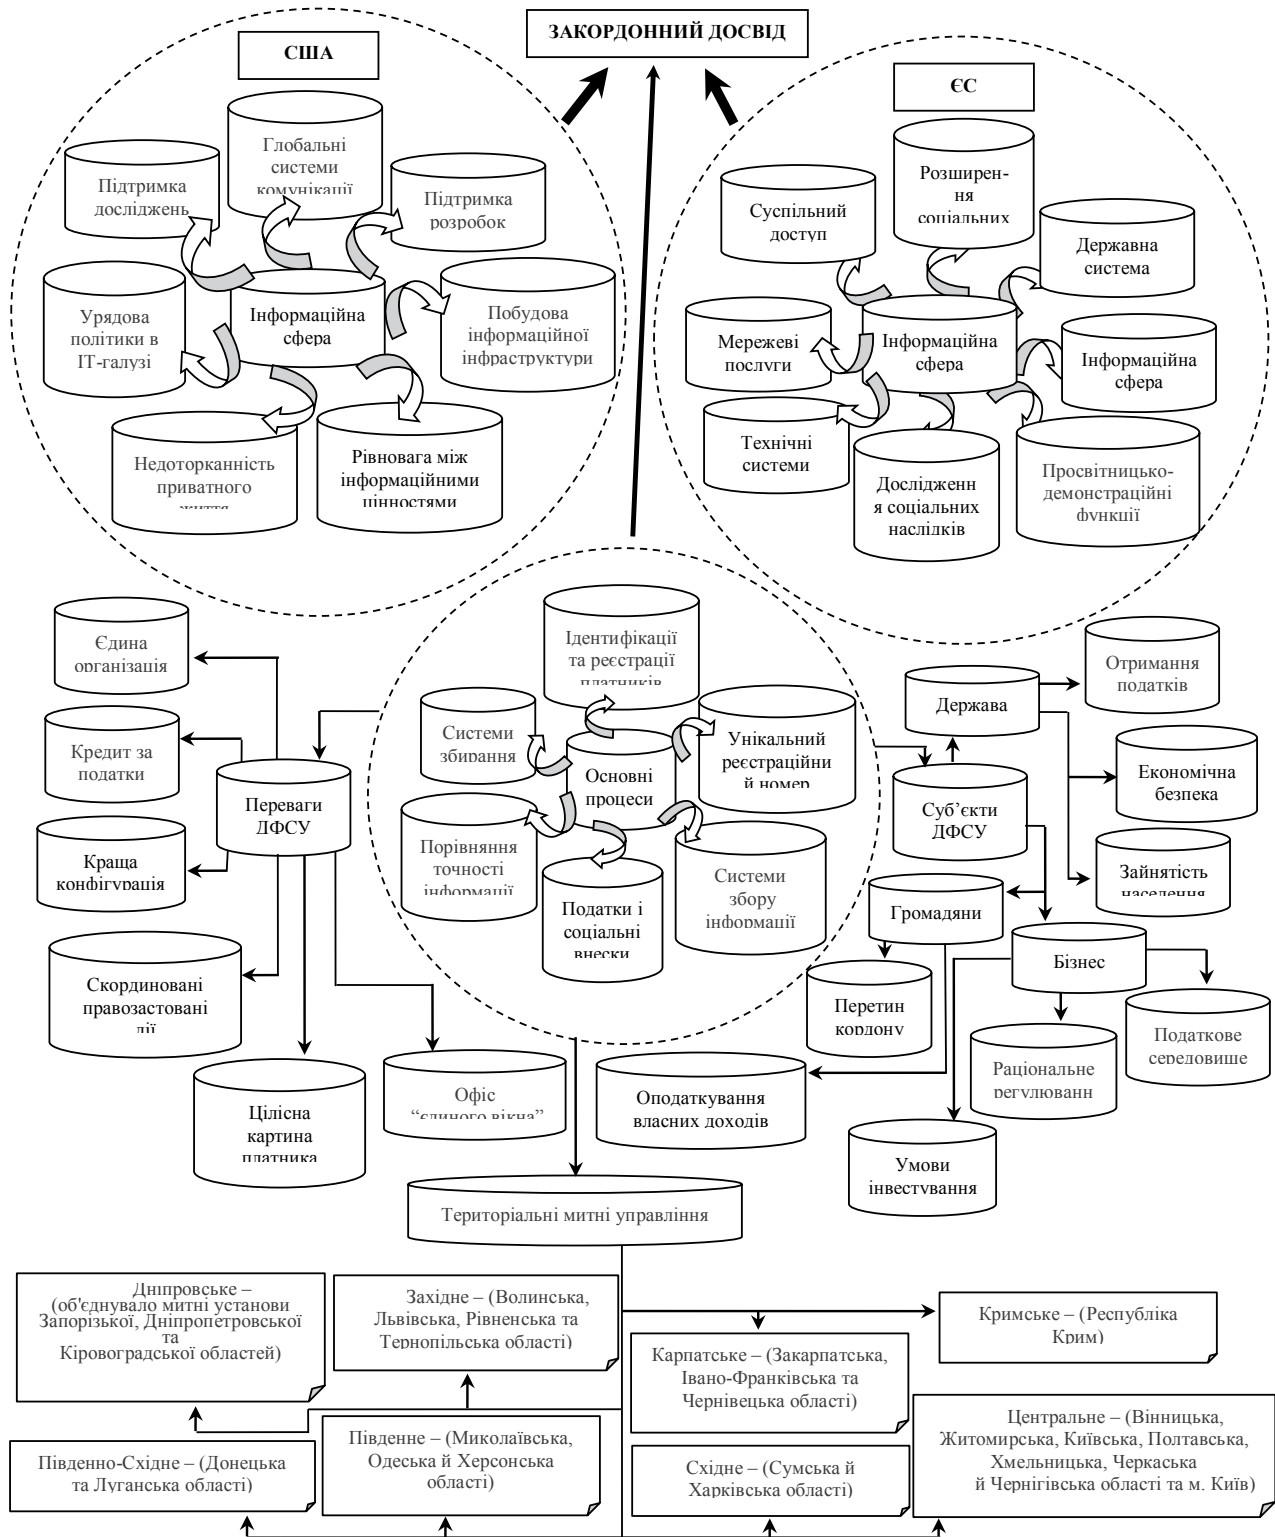 ЗАКОРДОННИЙ ДОСВІД
США
Глобальні
системи
комунікації
Підтримка
досліджень
Підтримка
розробок
Урядова
політики в
ІТ-галузі
Інформаційна
сфера
Побудова
інформаційної
інфраструктури
Недоторканність
приватного
життя
Рівновага між
інформаційними
цінностями
ЄС
Розширен-
ня
соціальних
Суспільний
доступ
Державна
система
Мережеві
послуги
Інформаційна
сфера
Інформаційна
сфера
Технічні
системи
Дослідженн
я соціальних
наслідків
Просвітницько-
демонстраційні
функції
Єдина
організація
Кредит за
податки
Переваги
ДФСУ
Краща
конфігурація
Скординовані
правозастовані
дії
Цілісна
картина
платника
Офіс
“єдиного вікна”
Ідентифікації
та реєстрації
платників
Системи
збирання
Унікальний
реєстраційни
й номер
Основні
процеси
Порівняння
точності
інформації
Податки і
соціальні
внески
Системи
збору
інформації
Держава
Отримання
податків
Економічна
безпека
Суб’єкти
ДФСУ
Зайнятість
населення
Громадяни
Бізнес
Перетин
кордону
Податкове
середовище
Раціональне
регулюванн
Оподаткування
власних доходів
Умови
інвестування
Територіальні митні управління
Дніпровське –
(об'єднувало митні установи
Запорізької, Дніпропетровської
та
Кіровоградської областей)
Західне – (Волинська,
Львівська, Рівненська та
Тернопільська області)
Карпатське – (Закарпатська,
Івано-Франківська та
Чернівецька області)
Кримське – (Республіка
Крим)
Південно-Східне – (Донецька
та Луганська області)
Південне – (Миколаївська,
Одеська й Херсонська
області)
Східне – (Сумська й
Харківська області)
Центральне – (Вінницька,
Житомирська, Київська, Полтавська,
Хмельницька, Черкаська
й Чернігівська області та м. Київ)